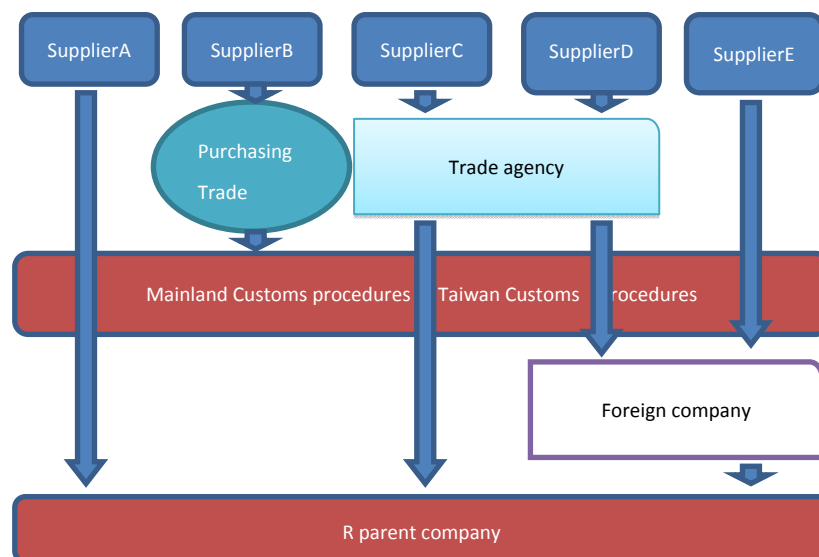 SupplierA
SupplierB
SupplierC
SupplierD
SupplierE
Purchasing
Trade
Trade agency
Mainland Customs procedures Taiwan Customs rocedures
Foreign company
R parent company